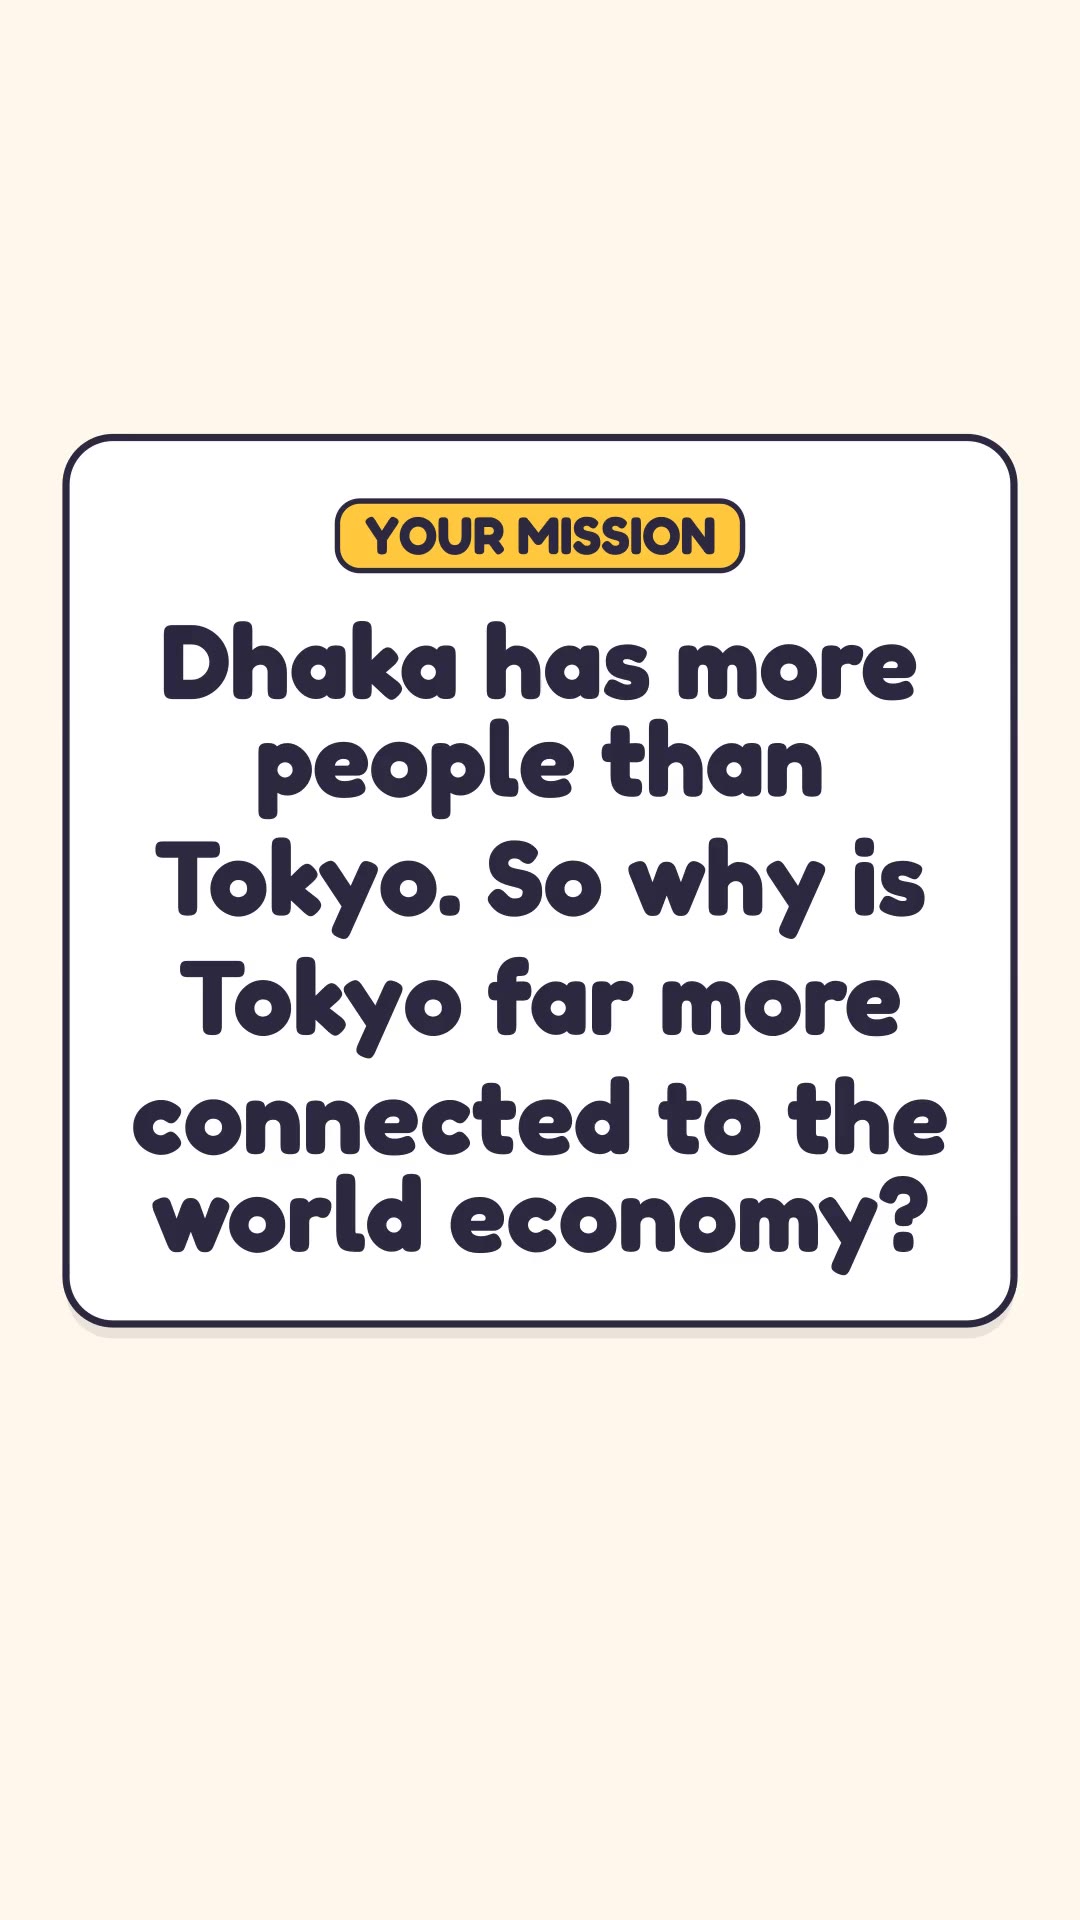 YOUR MISSION
Dhaka has more
people than
Tokyo. So why is
Tokyo far more
connected to the
world economy?